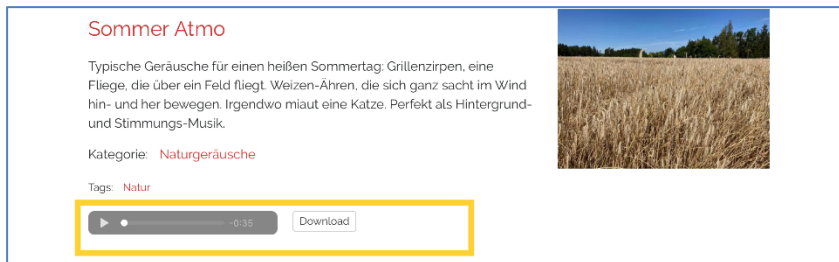 Sommer Atmo
Typische Geräusche für einen heißen Sommertag: Grillenzirpen, eine
Fliege, die über ein Feld fliegt. Weizen-Ähren, die sich ganz sacht im Wind
hin- und her bewegen. Irgendwo miaut eine Katze. Perfekt als Hintergrund-
und Stimmungs-Musik.
Kategorie: Naturgeräusche
Tags: Natur
-0:35 Download